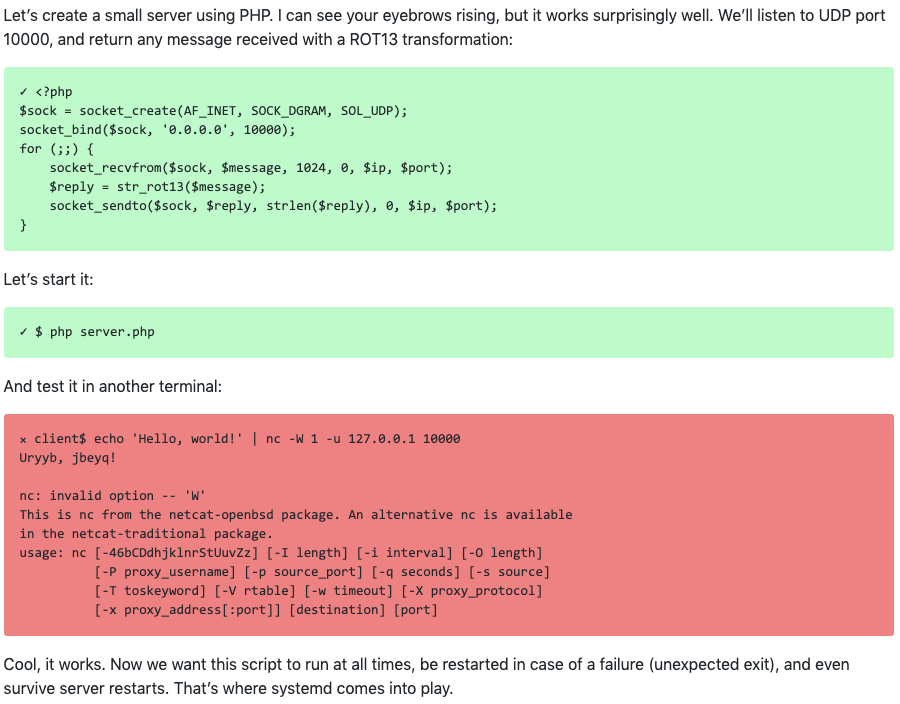 Let’s create a small server using PHP. I can see your eyebrows rising, but it works surprisingly well. We’ll listen to UDP port
10000, and return any message received with a ROT13 transformation:
✓ <?php
$sock = socket_create(AF_INET, SOCK_DGRAM, SOL_UDP);
socket_bind($sock, '0.0.0.0', 10000);
for (;;) {
    socket_recvfrom($sock, $message, 1024, 0, $ip, $port);
    $reply = str_rot13($message);
    socket_sendto($sock, $reply, strlen($reply), 0, $ip, $port);
}
Let’s start it:
✓ $ php server.php
And test it in another terminal:
× client$ echo 'Hello, world!' | nc -W 1 -u 127.0.0.1 10000
Uryyb, jbeyq!
nc: invalid option -- 'W'
This is nc from the netcat-openbsd package. An alternative nc is available
in the netcat-traditional package.
usage: nc [-46bCDdhjklnrStUuvZz] [-I length] [-i interval] [-O length]
          [-P proxy_username] [-p source_port] [-q seconds] [-s source]
          [-T toskeyword] [-V rtable] [-w timeout] [-X proxy_protocol]
          [-x proxy_address[:port]] [destination] [port]
Cool, it works. Now we want this script to run at all times, be restarted in case of a failure (unexpected exit), and even
survive server restarts. That’s where systemd comes into play.